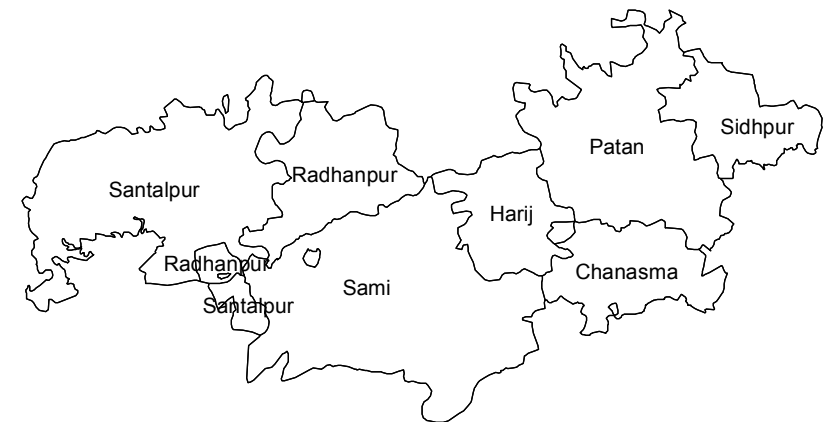 Sidhpur
Patan
Radhanpur
Santalpur
Harij
Radhanpur
Chanasma
Sami
Santalpur